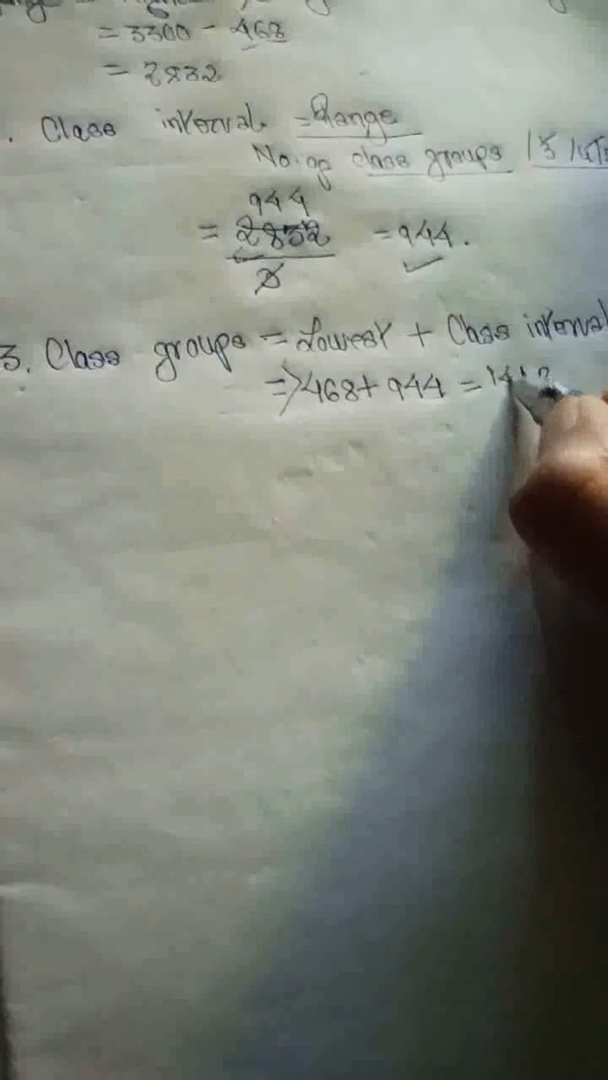 = 3300 - 468
= 2832
. Class interval = Range
No. of class groups
944
= 2832 = 944.
3
3. Class groups = Lowest + Class interval
=> 468 + 944 = 1412